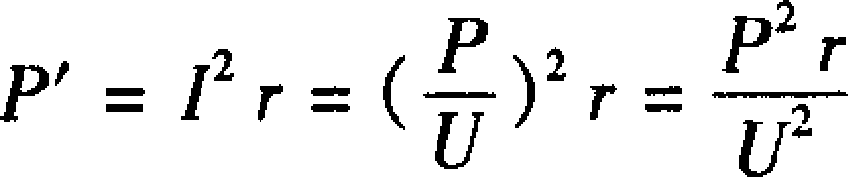 P′ = I² r = (P/U)² r = P² r/U²